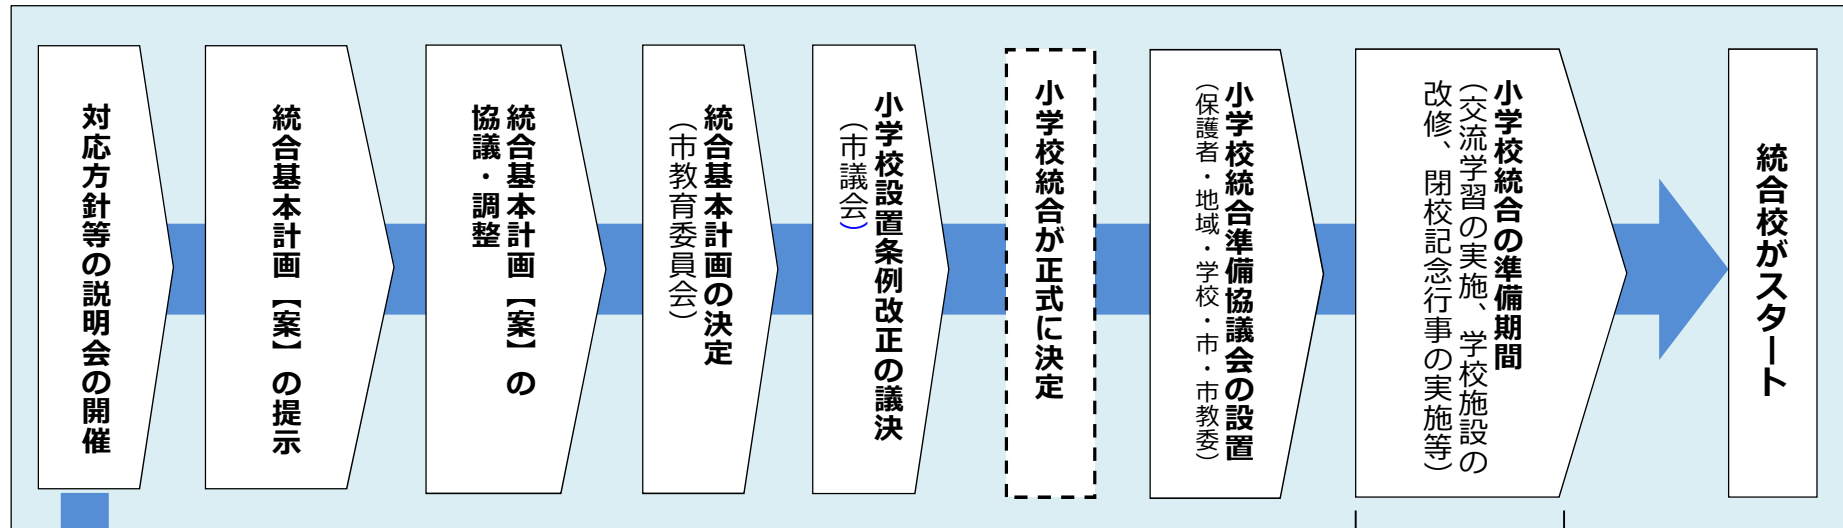 対応方針等の説明会の開催
統合基本計画【案】の提示
統合基本計画【案】の
協議・調整
統合基本計画の決定
（市教育委員会）
小学校設置条例改正の議決
（市議会）
小学校統合が正式に決定
小学校統合準備協議会の設置
（保護者・地域・学校・市・市教委）
小学校統合の準備期間
（交流学習の実施、学校施設の
改修、閉校記念行事の実施等）
統合校がスタート